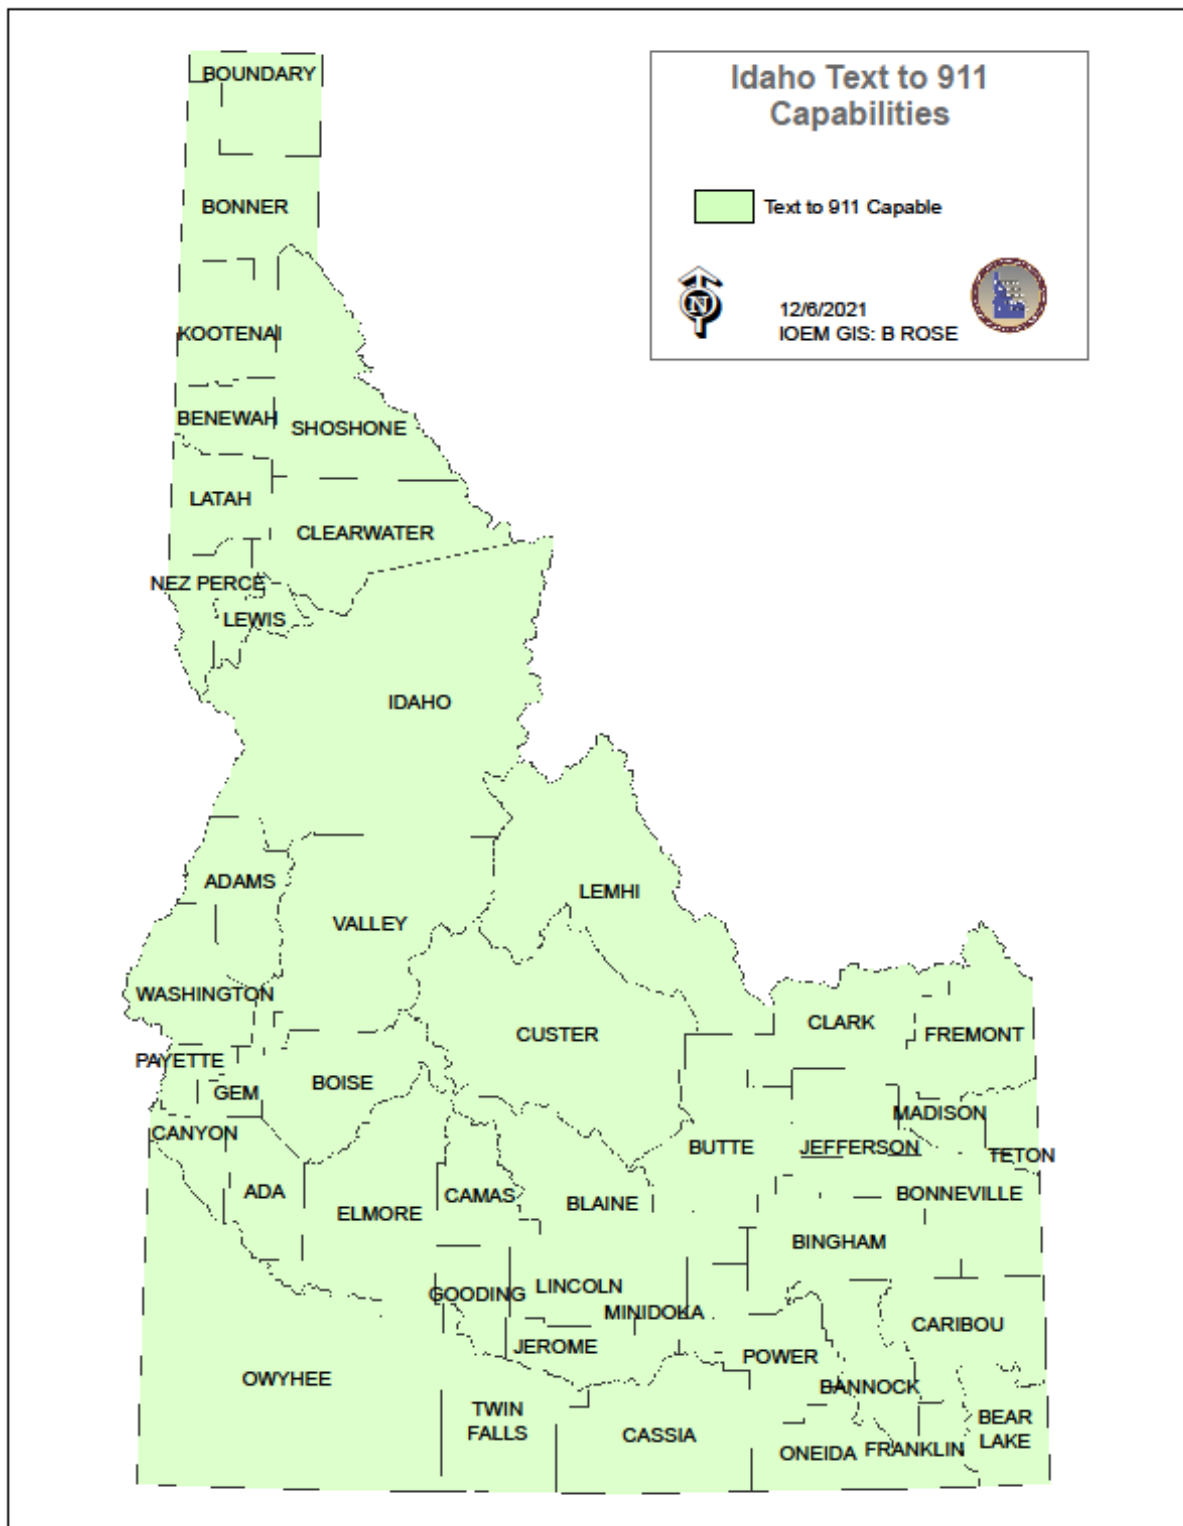 Idaho Text to 911
Capabilities
Text to 911 Capable
N
12/6/2021
IOEM GIS: B ROSE
BOUNDARY
BONNER
KOOTENAI
BENEWAH
SHOSHONE
LATAH
CLEARWATER
NEZ PERCE
LEWIS
IDAHO
ADAMS
LEMHI
VALLEY
WASHINGTON
CUSTER
CLARK
FREMONT
PAYETTE
BOISE
GEM
MADISON
CANYON
BUTTE
JEFFERSON
TETON
ADA
CAMAS
BLAINE
BONNEVILLE
ELMORE
BINGHAM
GOODING
LINCOLN
MINIDOKA
CARIBOU
JEROME
POWER
OWYHEE
BANNOCK
TWIN
FALLS
CASSIA
BEAR
LAKE
ONEIDA
FRANKLIN